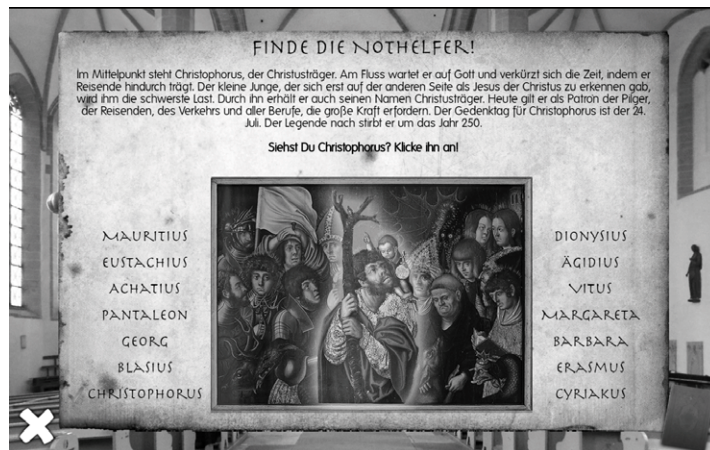 FINDE DIE NOTHELFER!
Im Mittelpunkt steht Christophorus, der Christusträger. Am Fluss wartet er auf Gott und verkürzt sich die Zeit, indem er
Reisende hindurch trägt. Der kleine Junge, der sich erst auf der anderen Seite als Jesus der Christus zu erkennen gab,
wird ihm die schwerste Last. Durch ihn erhält er auch seinen Namen Christusträger. Heute gilt er als Patron der Pilger,
der Reisenden, des Verkehrs und aller Berufe, die große Kraft erfordern. Der Gedenktag für Christophorus ist der 24.
Juli. Der Legende nach stirbt er um das Jahr 250.
Siehst Du Christophorus? Klicke ihn an!
MAURITIUS
EUSTACHIUS
ACHATIUS
PANTALEON
GEORG
BLASIUS
CHRISTOPHORUS
DIONYSIUS
ÄGIDIUS
VITUS
MARGARETA
BARBARA
ERASMUS
CYRIAKUS